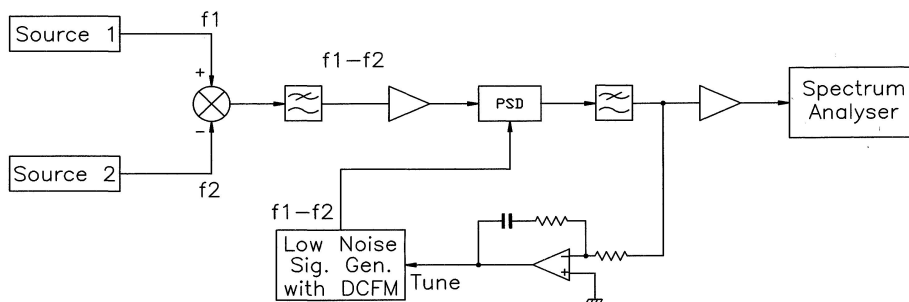 Source 1
f1
+
f1–f2
PSD
Spectrum
Analyser
–
Source 2
f2
f1–f2
Low Noise
Sig. Gen.
with DCFM
Tune
–
+